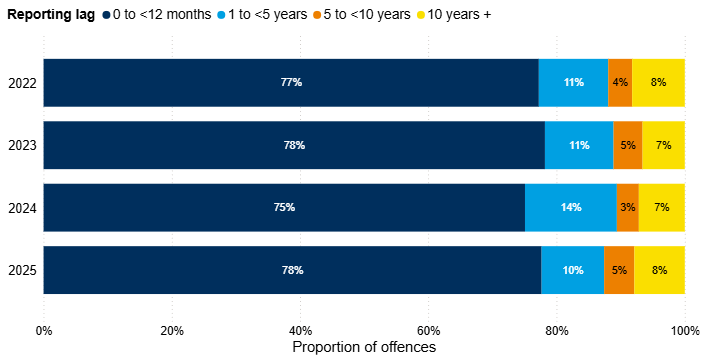 Reporting lag 0 to <12 months 1 to <5 years 5 to <10 years 10 years +
2022 77% 11% 4% 8%
2023 78% 11% 5% 7%
2024 75% 14% 3% 7%
2025 78% 10% 5% 8%
0% 20% 40% 60% 80% 100%
Proportion of offences